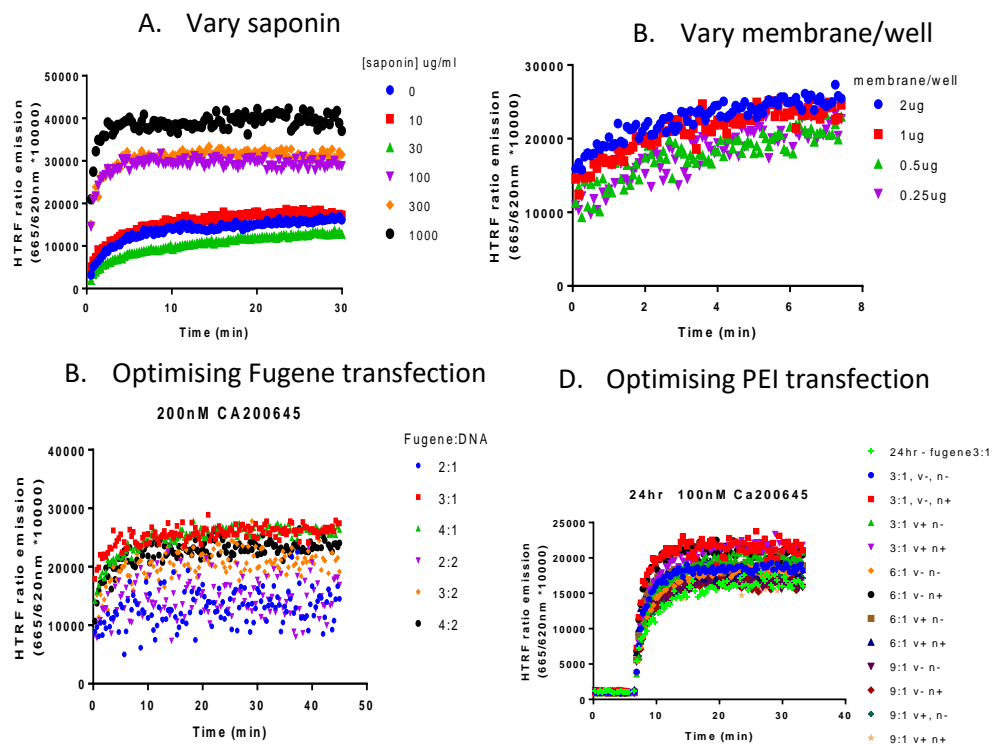 A. Vary saponin
[saponin] ug/ml
0
10
30
100
300
1000
HTRF ratio emission
(665/620nm *10000)
50000
40000
30000
20000
10000
0
0 10 20 30
Time (min)
B. Vary membrane/well
membrane/well
2ug
1ug
0.5ug
0.25ug
HTRF ratio emission
(665/620nm *10000)
30000
20000
10000
0
0 2 4 6 8
Time (min)
B. Optimising Fugene transfection
200nM CA200645
Fugene:DNA
2:1
3:1
4:1
2:2
3:2
4:2
HTRF ratio emission
(665/620nm *10000)
40000
30000
20000
10000
0
0 10 20 30 40 50
Time (min)
D. Optimising PEI transfection
24hr 100nM Ca200645
24hr - fugene3:1
3:1, v-, n-
3:1, v-, n+
3:1 v+ n-
3:1 v+ n+
6:1 v- n-
6:1 v- n+
6:1 v+ n-
6:1 v+ n+
9:1 v- n-
9:1 v- n+
9:1 v+, n-
9:1 v+ n+
HTRF ratio emission
(665/620nm *10000)
25000
20000
15000
10000
5000
0
0 10 20 30 40
Time (min)